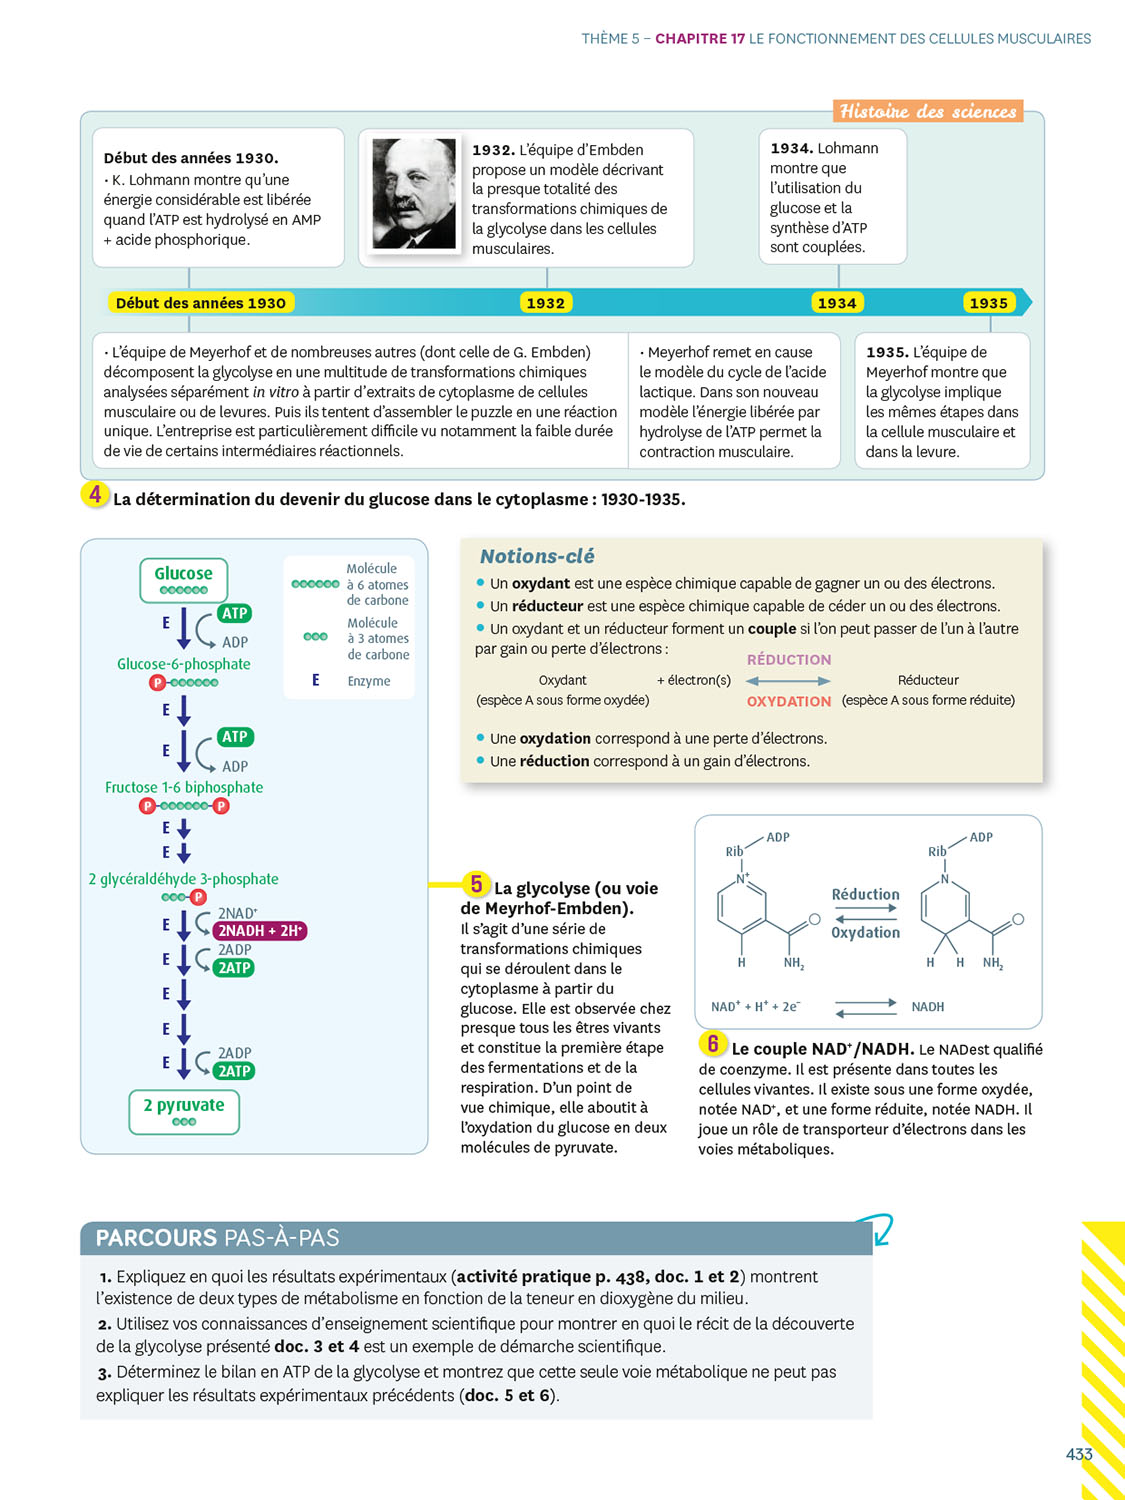 THÈME 5 – CHAPITRE 17 LE FONCTIONNEMENT DES CELLULES MUSCULAIRES
Histoire des sciences
Début des années 1930.
· K. Lohmann montre qu'une
énergie considérable est libérée
quand l'ATP est hydrolysé en AMP
+ acide phosphorique.
1932. L'équipe d'Embden
propose un modèle décrivant
la presque totalité des
transformations chimiques de
la glycolyse dans les cellules
musculaires.
1934. Lohmann
montre que
l'utilisation du
glucose et la
synthèse d'ATP
sont couplées.
Début des années 1930
1932
1934
1935
· L'équipe de Meyerhof et de nombreuses autres (dont celle de G. Embden)
décomposent la glycolyse en une multitude de transformations chimiques
analysées séparément in vitro à partir d'extraits de cytoplasme de cellules
musculaire ou de levures. Puis ils tentent d'assembler le puzzle en une réaction
unique. L'entreprise est particulièrement difficile vu notamment la faible durée
de vie de certains intermédiaires réactionnels.
· Meyerhof remet en cause
le modèle du cycle de l'acide
lactique. Dans son nouveau
modèle l'énergie libérée par
hydrolyse de l'ATP permet la
contraction musculaire.
1935. L'équipe de
Meyerhof montre que
la glycolyse implique
les mêmes étapes dans
la cellule musculaire et
dans la levure.
4 La détermination du devenir du glucose dans le cytoplasme : 1930-1935.
Glucose
E
ATP
ADP
Glucose-6-phosphate
P
E
E
ATP
ADP
Fructose 1-6 biphosphate
P P
E
E
2 glycéraldéhyde 3-phosphate
P
E
2NAD⁺
2NADH + 2H⁺
E
2ADP
2ATP
E
E
E
2ADP
2ATP
2 pyruvate
Molécule
à 6 atomes
de carbone
Molécule
à 3 atomes
de carbone
E Enzyme
Notions-clé
• Un oxydant est une espèce chimique capable de gagner un ou des électrons.
• Un réducteur est une espèce chimique capable de céder un ou des électrons.
• Un oxydant et un réducteur forment un couple si l'on peut passer de l'un à l'autre
par gain ou perte d'électrons :
RÉDUCTION
Oxydant + électron(s) Réducteur
(espèce A sous forme oxydée) OXYDATION (espèce A sous forme réduite)
• Une oxydation correspond à une perte d'électrons.
• Une réduction correspond à un gain d'électrons.
5 La glycolyse (ou voie
de Meyrhof-Embden).
Il s'agit d'une série de
transformations chimiques
qui se déroulent dans le
cytoplasme à partir du
glucose. Elle est observée chez
presque tous les êtres vivants
et constitue la première étape
des fermentations et de la
respiration. D'un point de
vue chimique, elle aboutit à
l'oxydation du glucose en deux
molécules de pyruvate.
ADP ADP
Rib Rib
N⁺ N
Réduction
O O
Oxydation
H NH₂ H H NH₂
NAD⁺ + H⁺ + 2e⁻ NADH
6 Le couple NAD⁺/NADH. Le NADest qualifié
de coenzyme. Il est présente dans toutes les
cellules vivantes. Il existe sous une forme oxydée,
notée NAD⁺, et une forme réduite, notée NADH. Il
joue un rôle de transporteur d'électrons dans les
voies métaboliques.
PARCOURS PAS-À-PAS
1. Expliquez en quoi les résultats expérimentaux (activité pratique p. 438, doc. 1 et 2) montrent
l'existence de deux types de métabolisme en fonction de la teneur en dioxygène du milieu.
2. Utilisez vos connaissances d'enseignement scientifique pour montrer en quoi le récit de la découverte
de la glycolyse présenté doc. 3 et 4 est un exemple de démarche scientifique.
3. Déterminez le bilan en ATP de la glycolyse et montrez que cette seule voie métabolique ne peut pas
expliquer les résultats expérimentaux précédents (doc. 5 et 6).
433